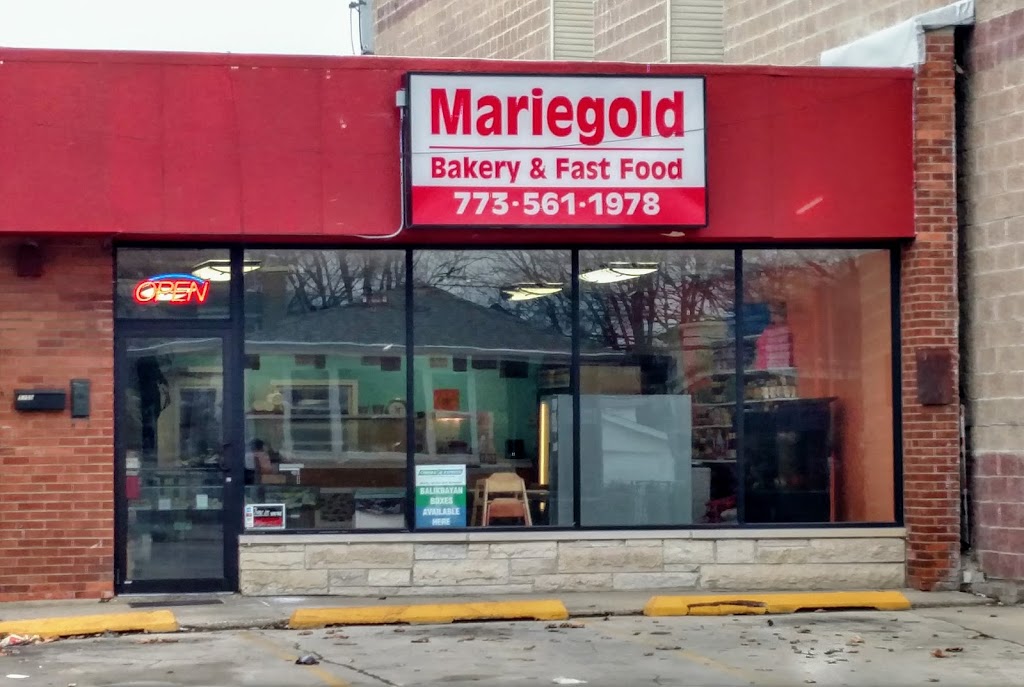 Mariegold
Bakery & Fast Food
773·561·1978
OPEN
BALIKBAYAN
BOXES
AVAILABLE
HERE